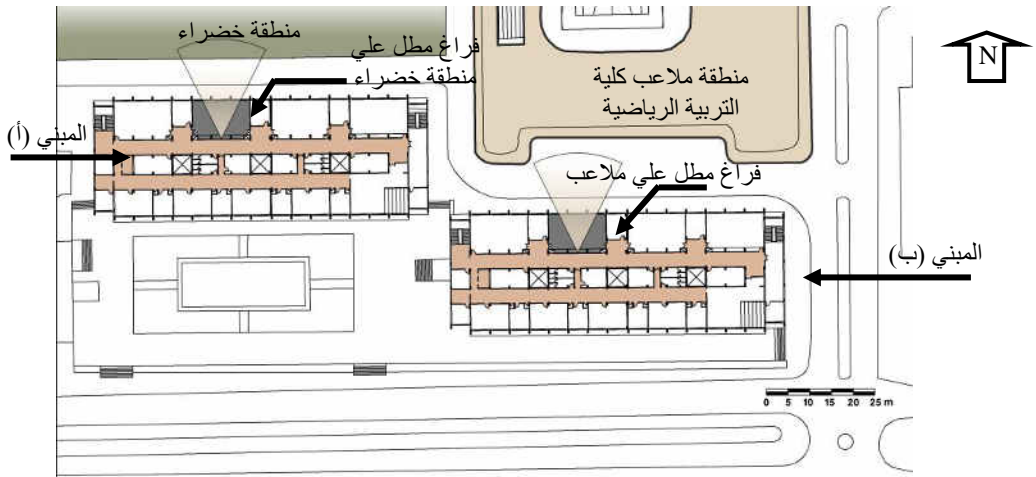 منطقة خضراء
فراغ مطل علي
منطقة خضراء
N
منطقة ملاعب كلية
التربية الرياضية
المبني (أ)
فراغ مطل علي ملاعب
المبني (ب)
0 5 10 15 20 25 m